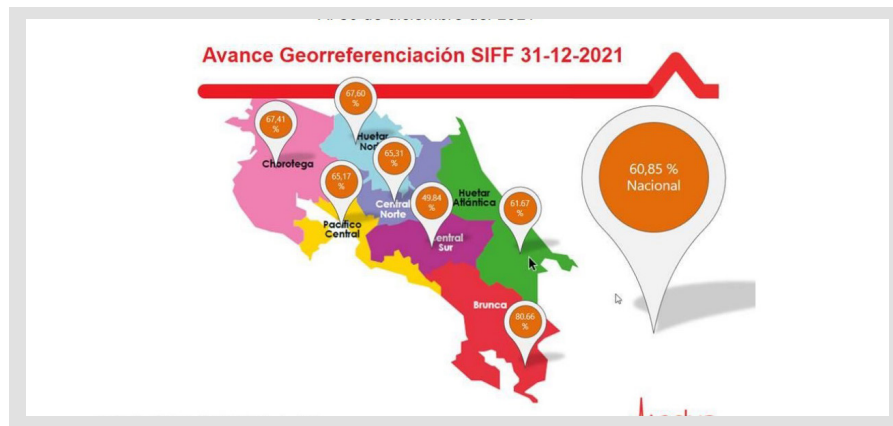 Avance Georreferenciación SIFF 31-12-2021
67,60
%
67,41
%
Huetar
Chorotega
65,31
%
65,17
%
60,85 %
Nacional
Central
Norte
49,84
%
Huetar
Atlántica
61.67
%
Pacífico
Central
Sur
Brunca
80.66
%